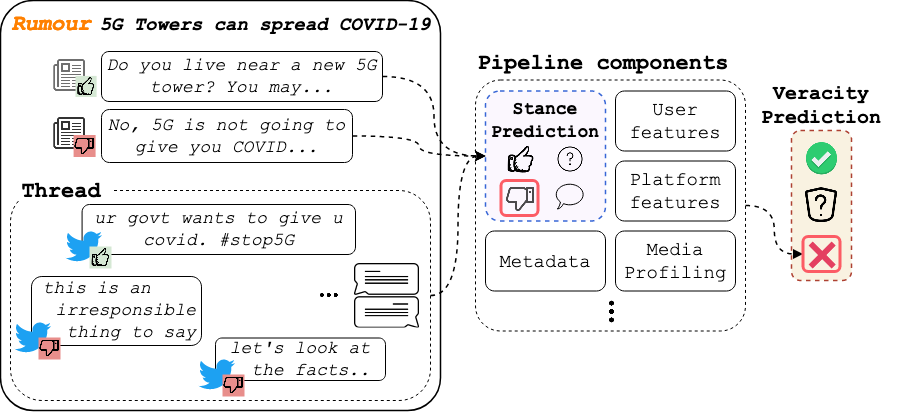 Rumour 5G Towers can spread COVID-19
Do you live near a new 5G
tower? You may...
No, 5G is not going to
give you COVID...
Thread
ur govt wants to give u
covid. #stop5G
this is an
irresponsible
thing to say
...
let's look at
the facts..
Pipeline components
Stance
Prediction
?
User
features
Platform
features
Metadata
Media
Profiling
Veracity
Prediction
?